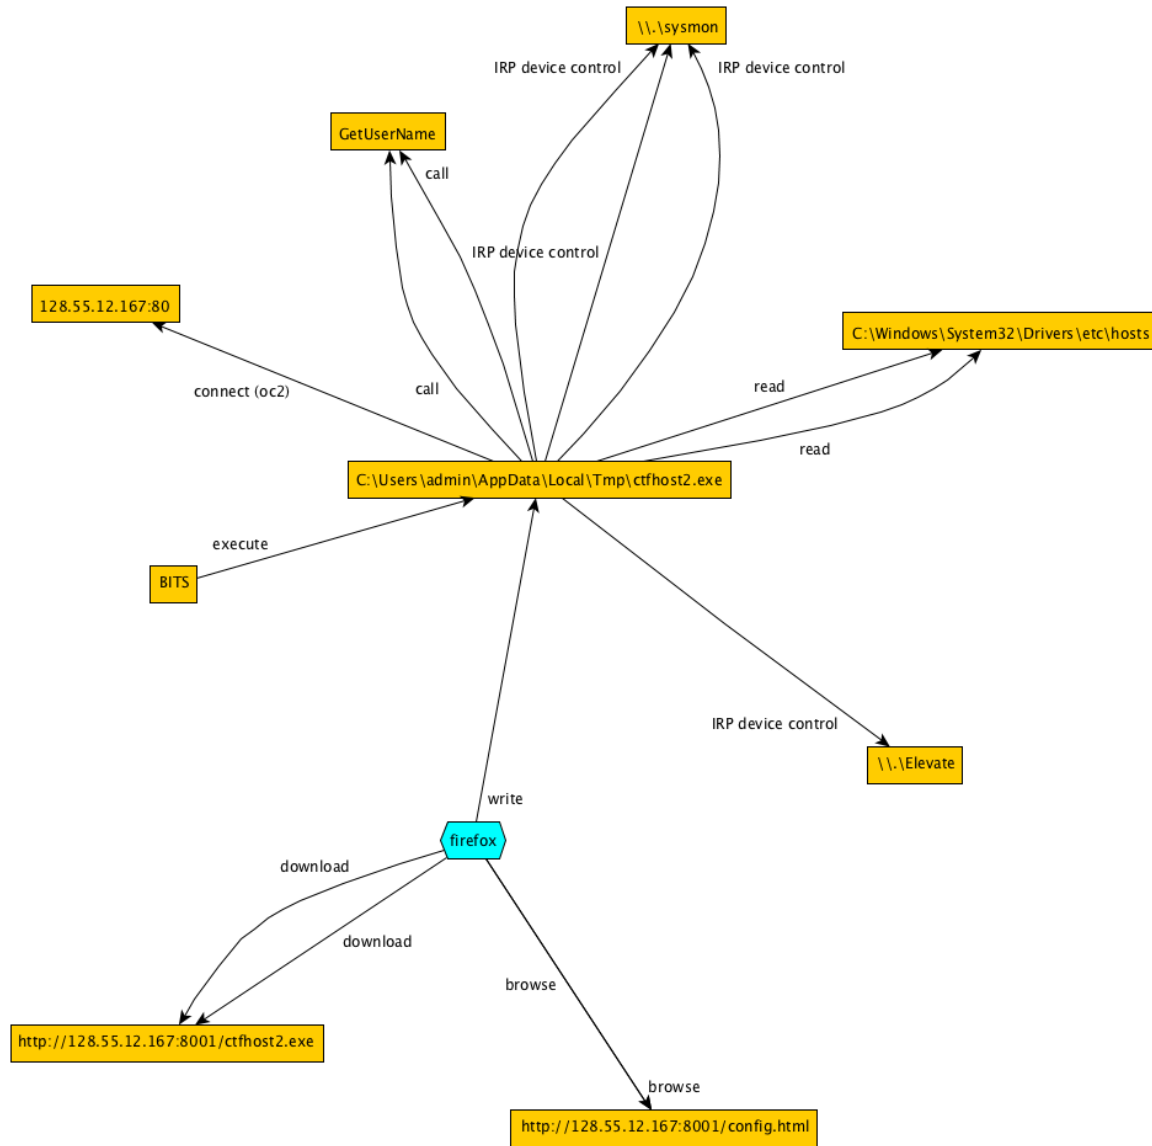 \\.\sysmon
IRP device control
IRP device control
GetUserName
call
IRP device control
128.55.12.167:80
C:\Windows\System32\Drivers\etc\hosts
connect (oc2)
call
read
read
C:\Users\admin\AppData\Local\Tmp\ctfhost2.exe
execute
BITS
IRP device control
\\.\Elevate
write
firefox
download
download
browse
http://128.55.12.167:8001/ctfhost2.exe
browse
http://128.55.12.167:8001/config.html